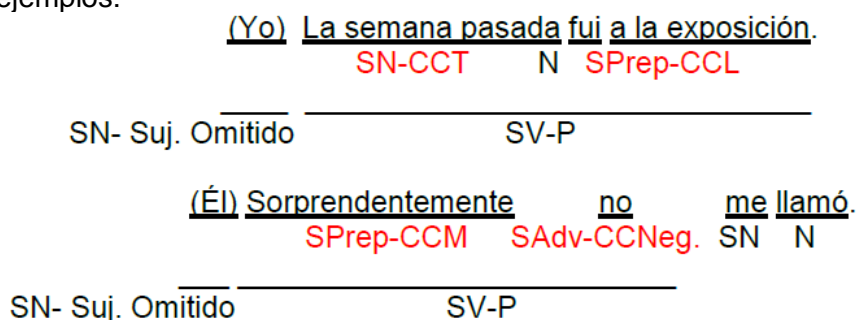 ejemplos:
(Yo) La semana pasada fui a la exposición.
SN-CCT N SPrep-CCL
SN- Suj. Omitido SV-P
(Él) Sorprendentemente no me llamó.
SPrep-CCM SAdv-CCNeg. SN N
SN- Suj. Omitido SV-P